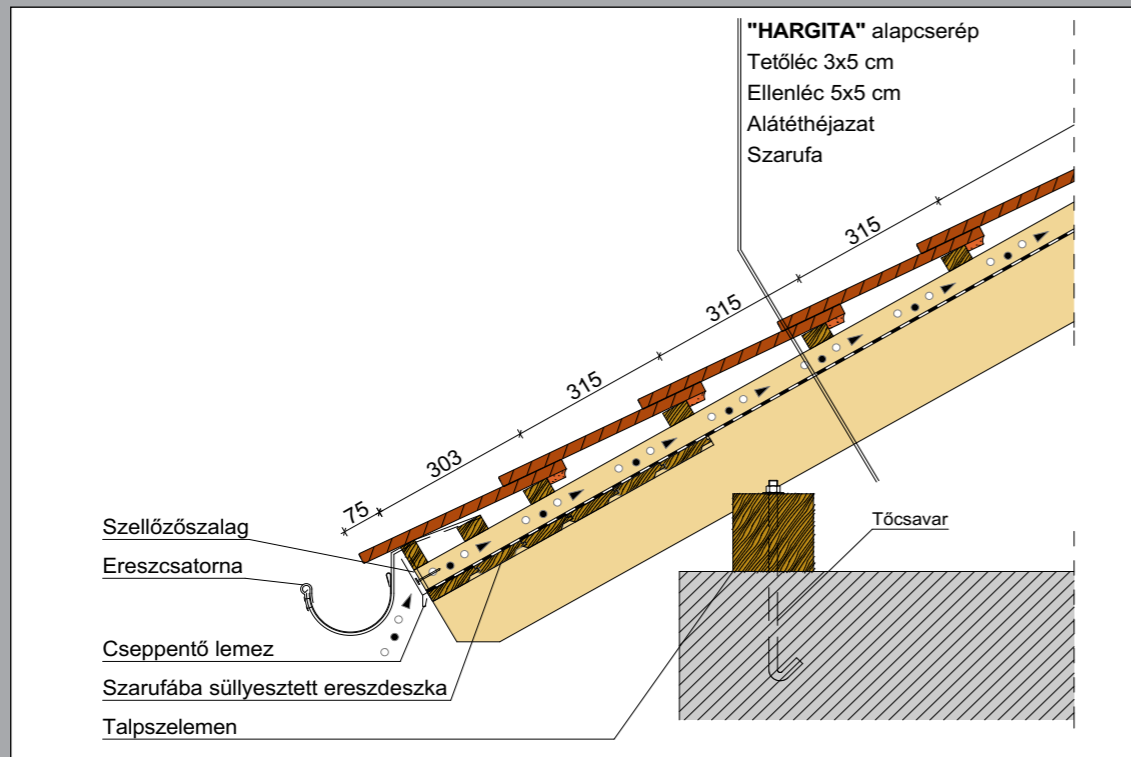 "HARGITA" alapcserép
Tetőléc 3x5 cm
Ellenléc 5x5 cm
Alátéthéjazat
Szarufa
315
315
315
303
75
Szellőzőszalag
Ereszcsatorna
Tőcsavar
Cseppentő lemez
Szarufába süllyesztett ereszdeszka
Talpszelemen